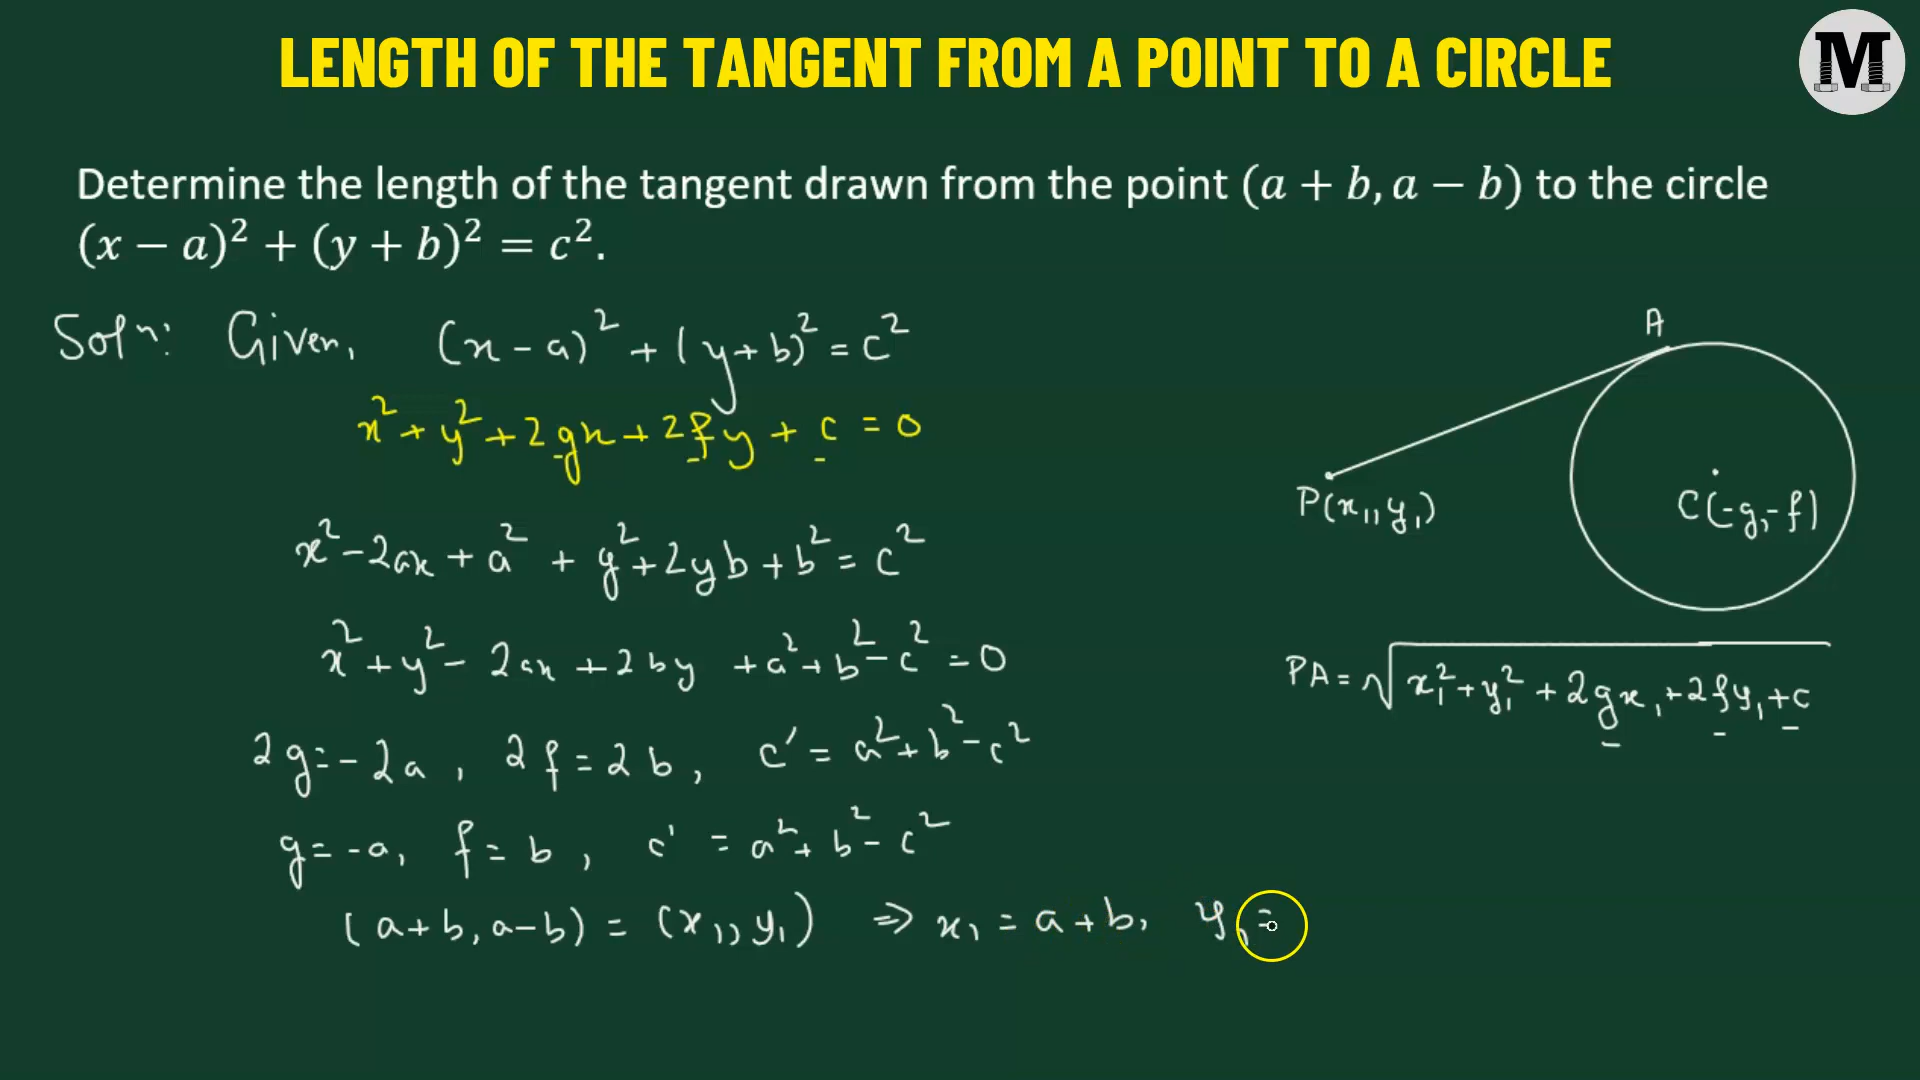 LENGTH OF THE TANGENT FROM A POINT TO A CIRCLE
M
Determine the length of the tangent drawn from the point (a + b, a − b) to the circle
(x − a)² + (y + b)² = c².
Solⁿ: Given, (x - a)² + (y + b)² = c²
x² + y² + 2gx + 2fy + c = 0
x² - 2ax + a² + y² + 2yb + b² = c²
x² + y² - 2ax + 2by + a² + b² - c² = 0
2g = -2a, 2f = 2b, c' = a² + b² - c²
g = -a, f = b, c' = a² + b² - c²
(a+b, a-b) = (x₁, y₁) ⇒ x₁ = a+b, y₁ =
A
P(x₁, y₁)
C(-g, -f)
PA = √(x₁² + y₁² + 2gx₁ + 2fy₁ + c)